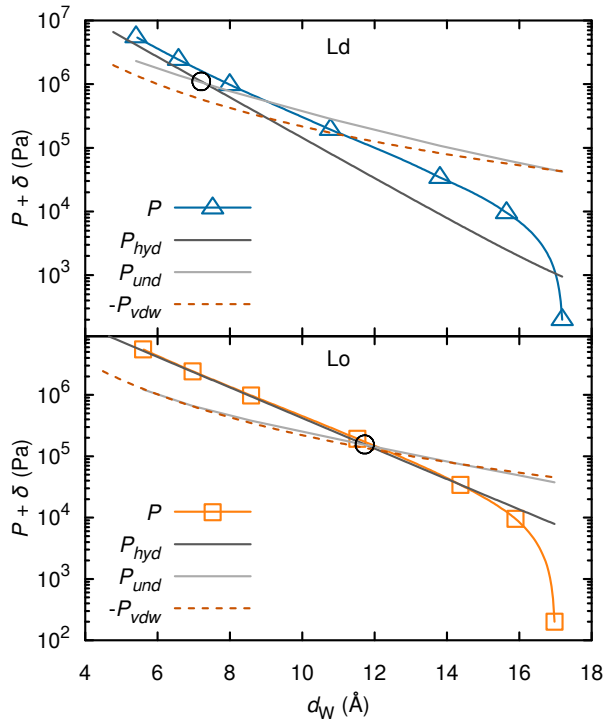 10^7
10^6
10^5
10^4
10^3
P + δ (Pa)
Ld
P
P_hyd
P_und
-P_vdw
10^6
10^5
10^4
10^3
10^2
P + δ (Pa)
Lo
P
P_hyd
P_und
-P_vdw
4 6 8 10 12 14 16 18
d_W (Å)